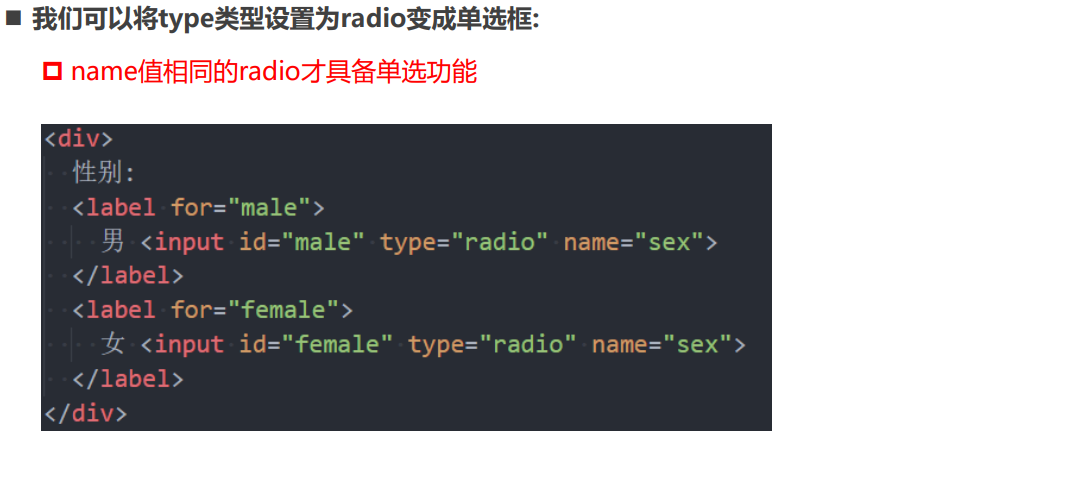 我们可以将type类型设置为radio变成单选框:
name值相同的radio才具备单选功能
<div>
性别:
<label for="male">
男 <input id="male" type="radio" name="sex">
</label>
<label for="female">
女 <input id="female" type="radio" name="sex">
</label>
</div>